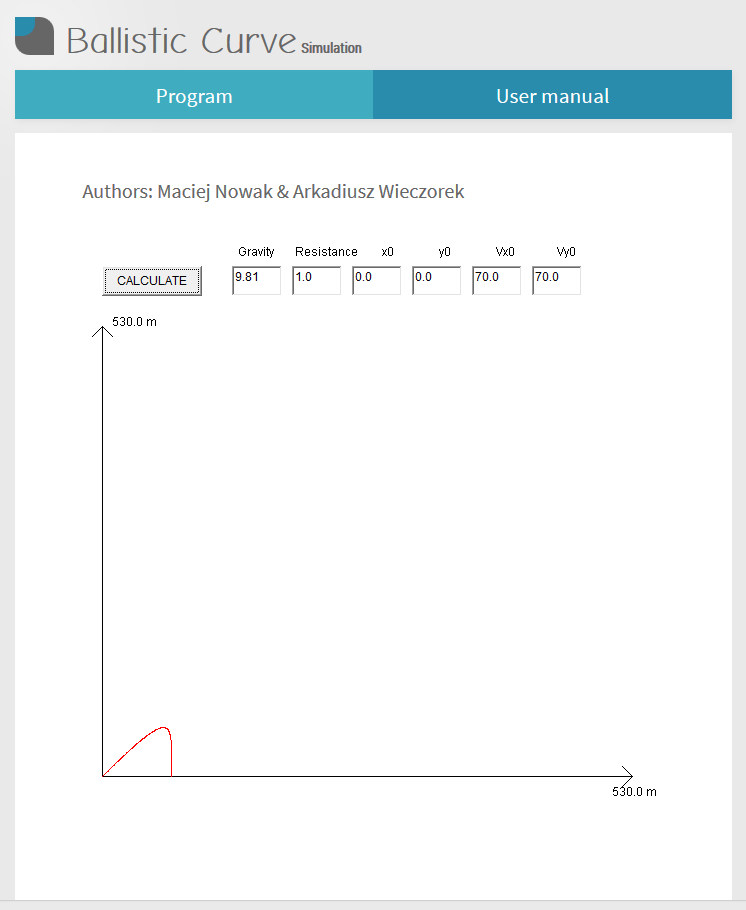 Ballistic Curve Simulation
Program User manual
Authors: Maciej Nowak & Arkadiusz Wieczorek
Gravity Resistance x0 y0 Vx0 Vy0
CALCULATE 9.81 1.0 0.0 0.0 70.0 70.0
530.0 m
530.0 m